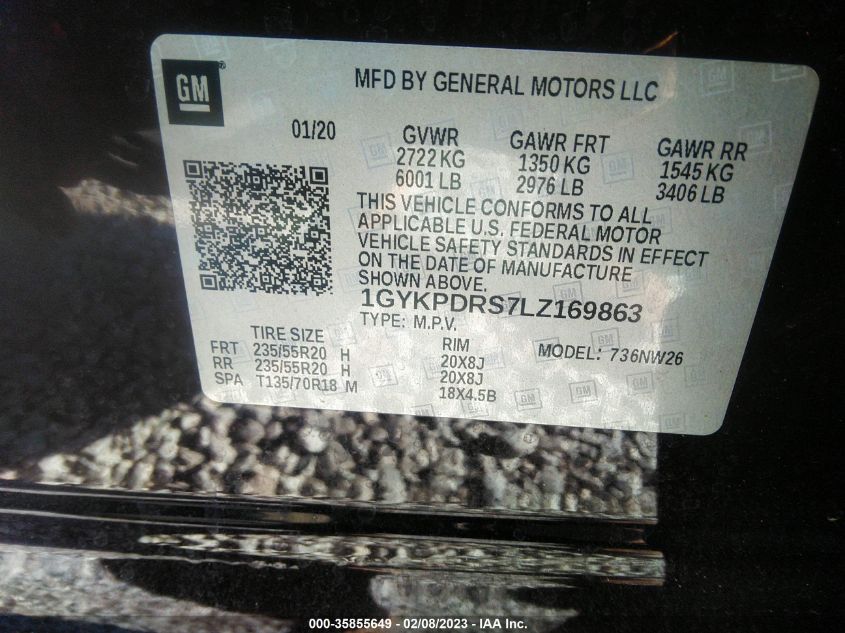 GM
MFD BY GENERAL MOTORS LLC
01/20
GVWR
2722 KG
6001 LB
GAWR FRT
1350 KG
2976 LB
GAWR RR
1545 KG
3406 LB
THIS VEHICLE CONFORMS TO ALL
APPLICABLE U.S. FEDERAL MOTOR
VEHICLE SAFETY STANDARDS IN EFFECT
ON THE DATE OF MANUFACTURE
SHOWN ABOVE.
1GYKPDRS7LZ169863
TYPE: M.P.V.
TIRE SIZE
FRT 235/55R20 H
RR 235/55R20 H
SPA T135/70R18 M
RIM
20X8J
20X8J
18X4.5B
MODEL: 736NW26
000-35855649 - 02/08/2023 - IAA Inc.